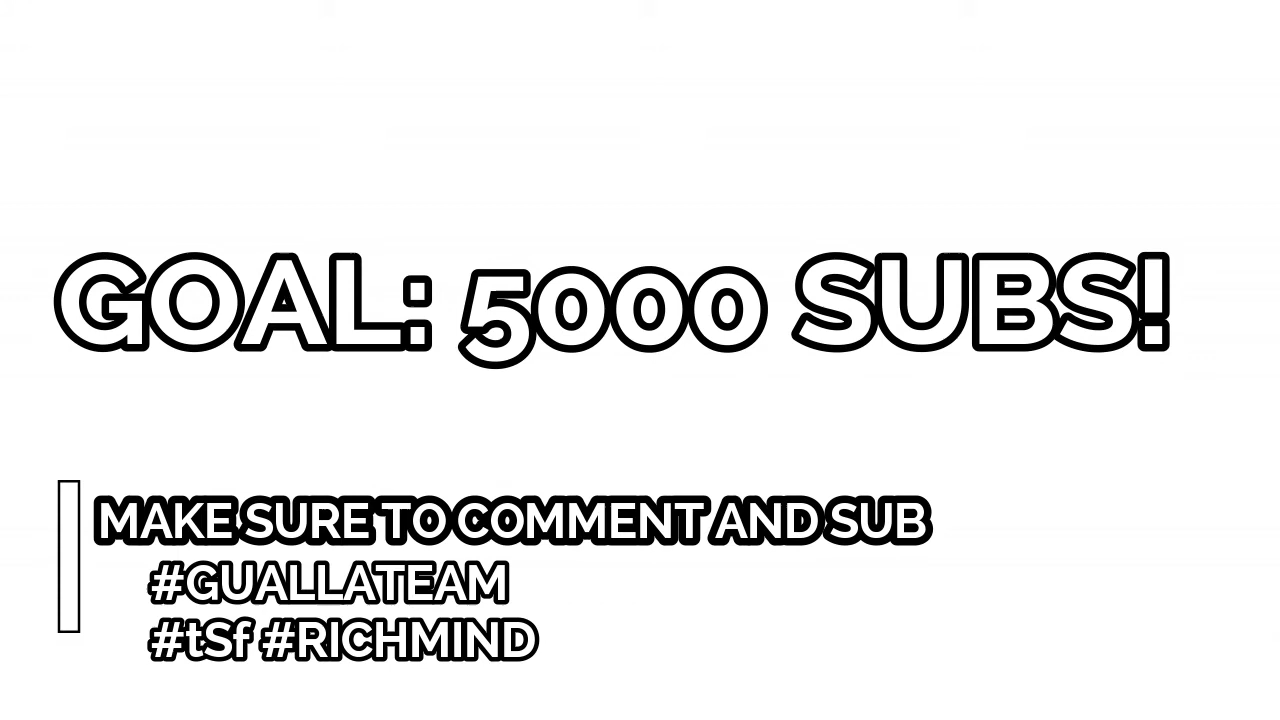 GOAL: 5000 SUBS!
MAKE SURE TO COMMENT AND SUB
#GUALLATEAM
#tSf #RICHMIND